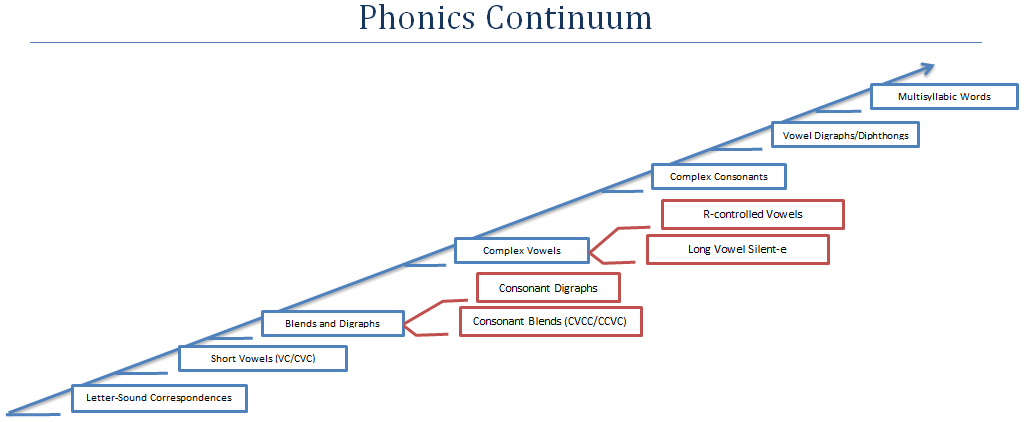 Phonics Continuum
Multisyllabic Words
Vowel Digraphs/Diphthongs
Complex Consonants
R-controlled Vowels
Complex Vowels
Long Vowel Silent-e
Consonant Digraphs
Blends and Digraphs
Consonant Blends (CVCC/CCVC)
Short Vowels (VC/CVC)
Letter-Sound Correspondences